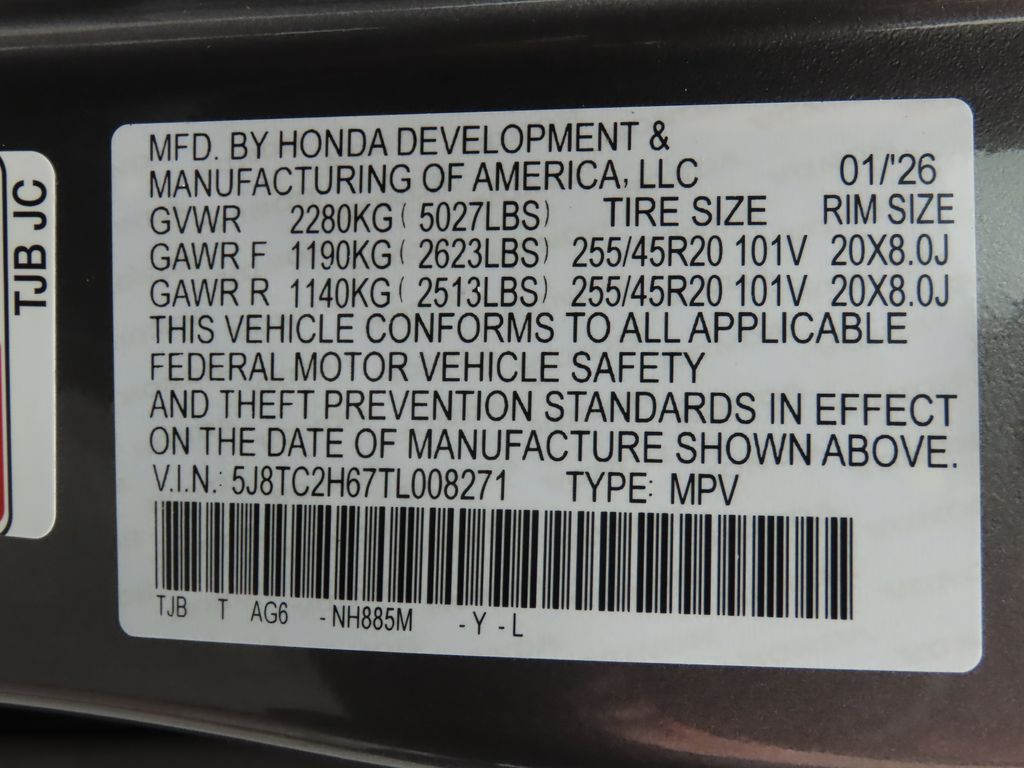 MFD. BY HONDA DEVELOPMENT &
MANUFACTURING OF AMERICA, LLC 01/'26
GVWR 2280KG ( 5027LBS) TIRE SIZE RIM SIZE
GAWR F 1190KG ( 2623LBS) 255/45R20 101V 20X8.0J
GAWR R 1140KG ( 2513LBS) 255/45R20 101V 20X8.0J
THIS VEHICLE CONFORMS TO ALL APPLICABLE
FEDERAL MOTOR VEHICLE SAFETY
AND THEFT PREVENTION STANDARDS IN EFFECT
ON THE DATE OF MANUFACTURE SHOWN ABOVE.
V.I.N.: 5J8TC2H67TL008271 TYPE: MPV
TJB T AG6 - NH885M - Y - L
TJB JC